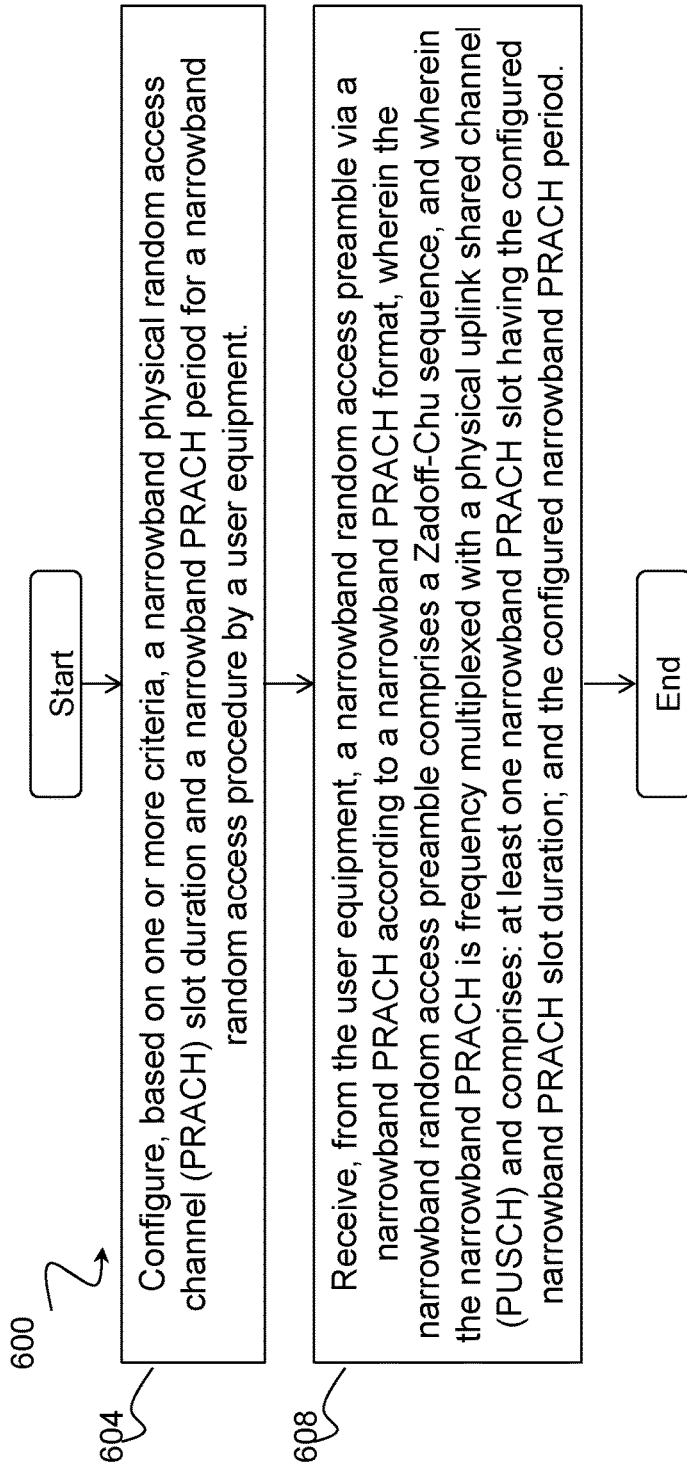 600
Start
604
Configure, based on one or more criteria, a narrowband physical random access
channel (PRACH) slot duration and a narrowband PRACH period for a narrowband
random access procedure by a user equipment.
608
Receive, from the user equipment, a narrowband random access preamble via a
narrowband PRACH according to a narrowband PRACH format, wherein the
narrowband random access preamble comprises a Zadoff-Chu sequence, and wherein
the narrowband PRACH is frequency multiplexed with a physical uplink shared channel
(PUSCH) and comprises: at least one narrowband PRACH slot having the configured
narrowband PRACH slot duration; and the configured narrowband PRACH period.
End